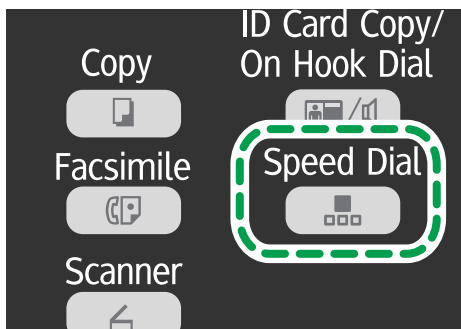 ID Card Copy/
Copy
On Hook Dial
Facsimile
Speed Dial
Scanner